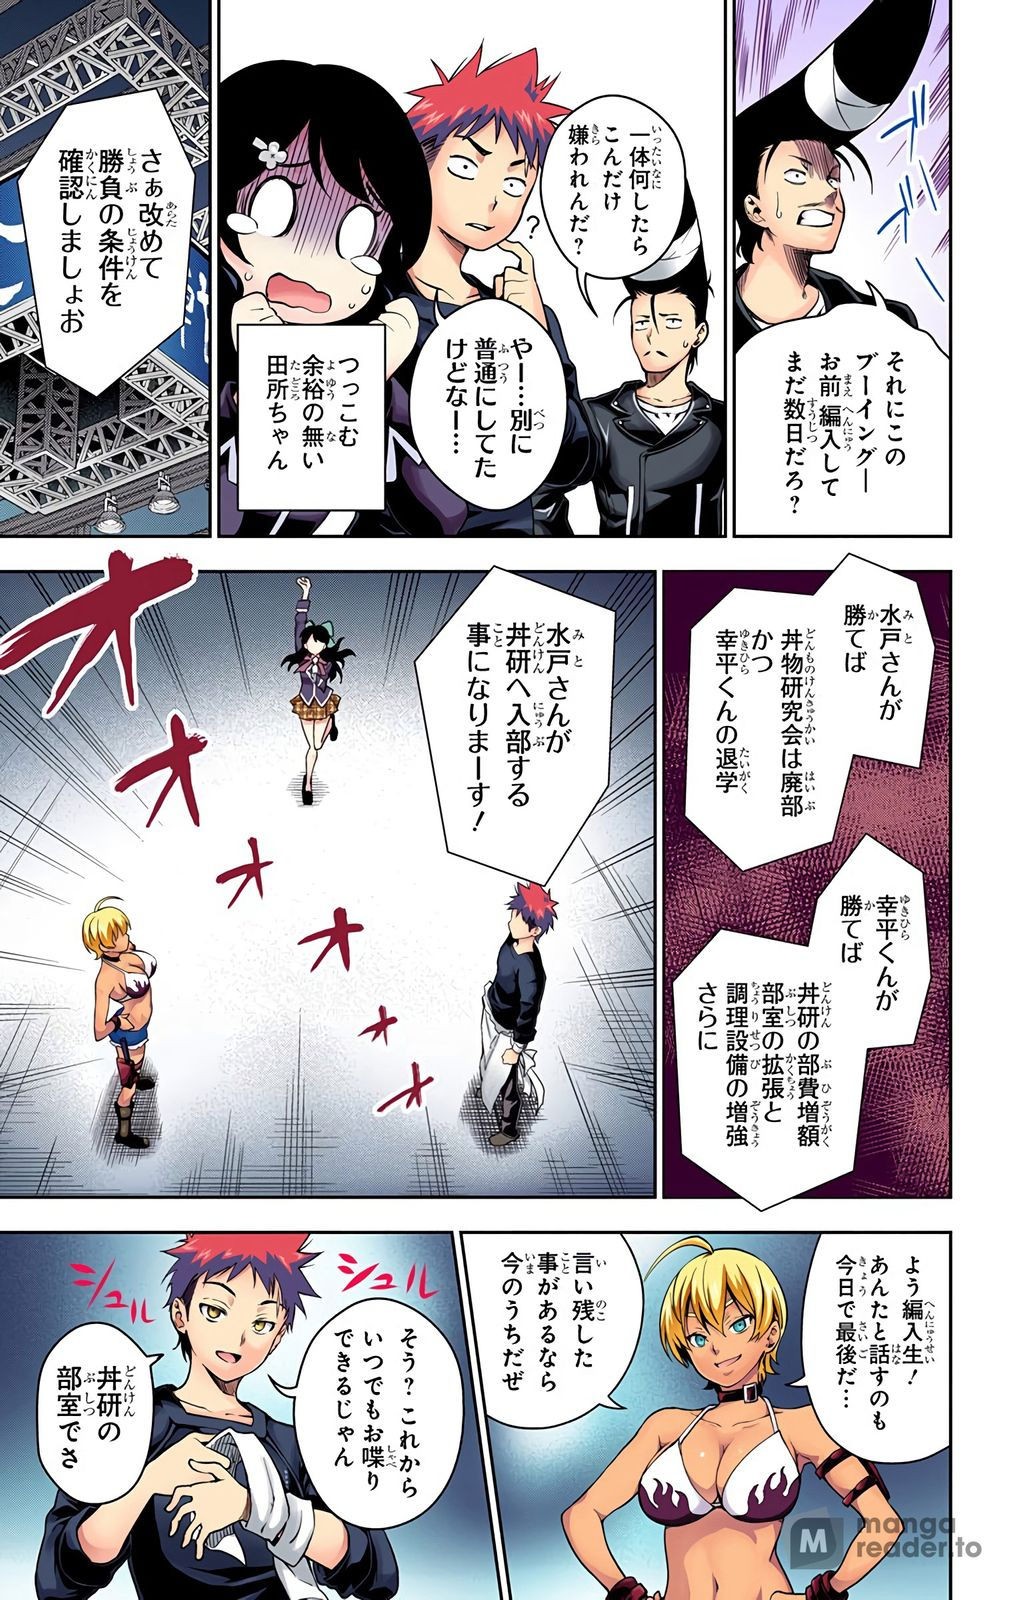 それにこの
ブーイング―
お前編入して
まだ数日だろ?
一体何したら
こんだけ
嫌われんだ?
?
やー…別に
普通にしてた
けどなー…
つっこむ
余裕の無い
田所ちゃん
さぁ改めて
勝負の条件を
確認しましょお
水戸さんが
勝てば
丼物研究会は廃部
かつ
幸平くんの退学
幸平くんが
勝てば
丼研の部費増額
部室の拡張と
調理設備の増強
さらに
水戸さんが
丼研へ入部する
事になりまーす!
オ
オ
オ
オ
オ
よう編入生!
あんたと話すのも
今日で最後だ…
言い残した
事があるなら
今のうちだぜ
シュル
シュル
そう?これから
いつでもお喋り
できるじゃん
丼研の
部室でさ
manga
reader.to